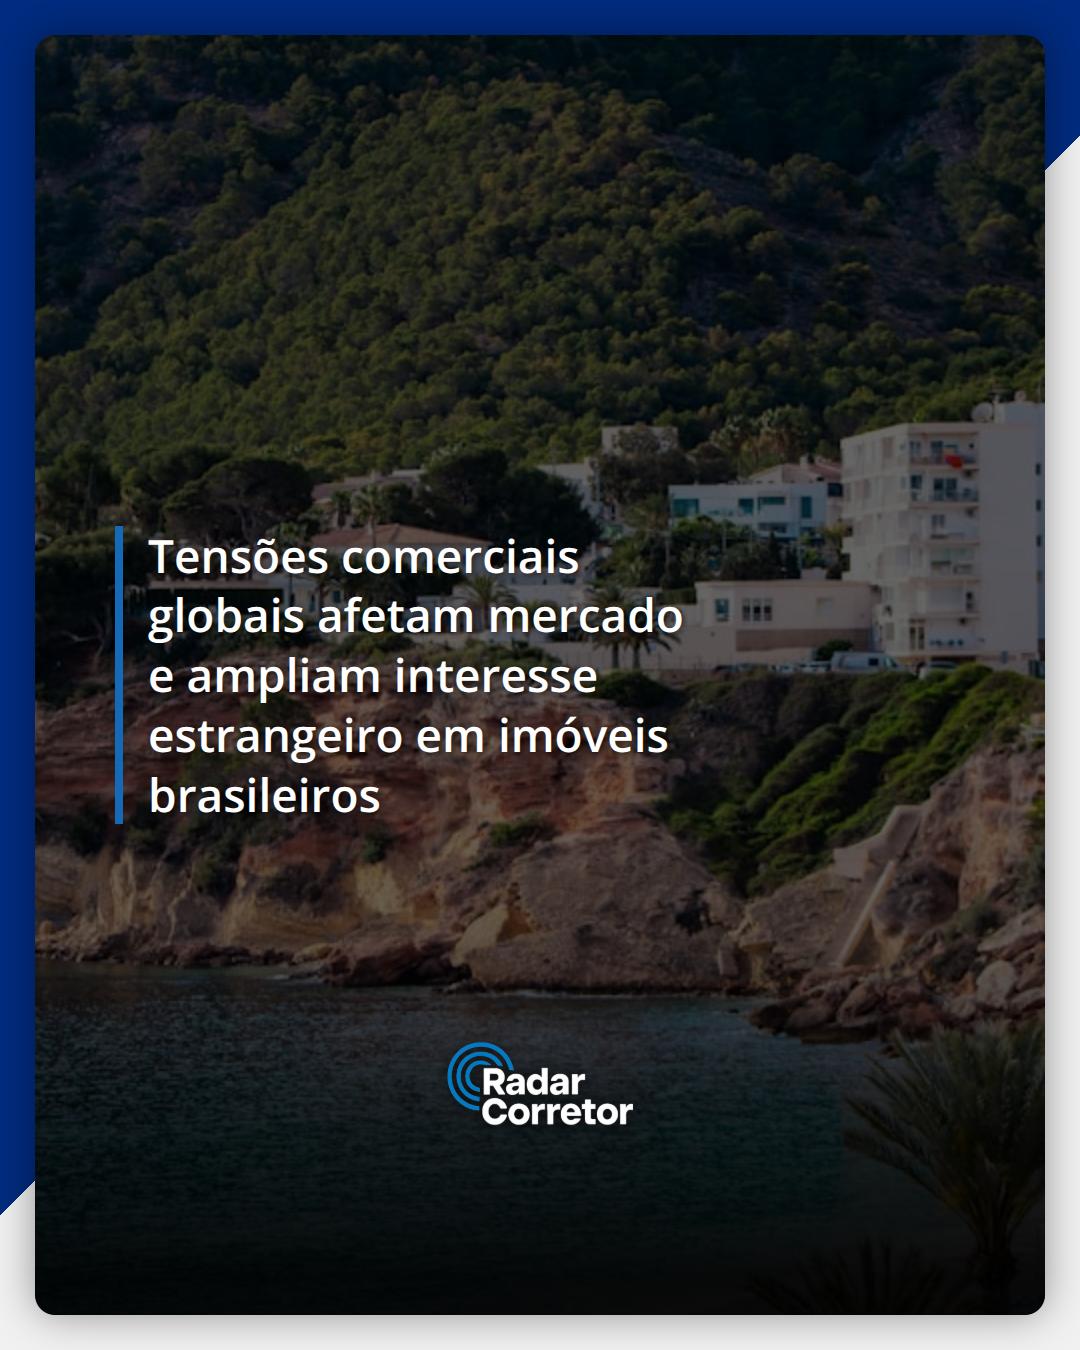 Tensões comerciais
globais afetam mercado
e ampliam interesse
estrangeiro em imóveis
brasileiros
Radar
Corretor